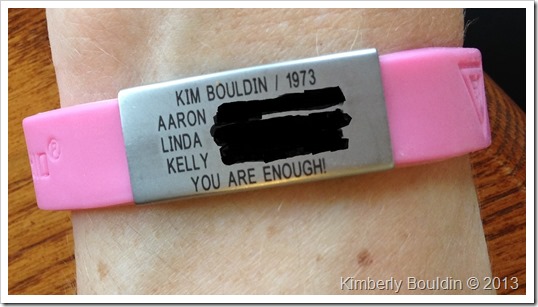 KIM BOULDIN / 1973
AARON
LINDA
KELLY
YOU ARE ENOUGH!
Kimberly Bouldin © 2013